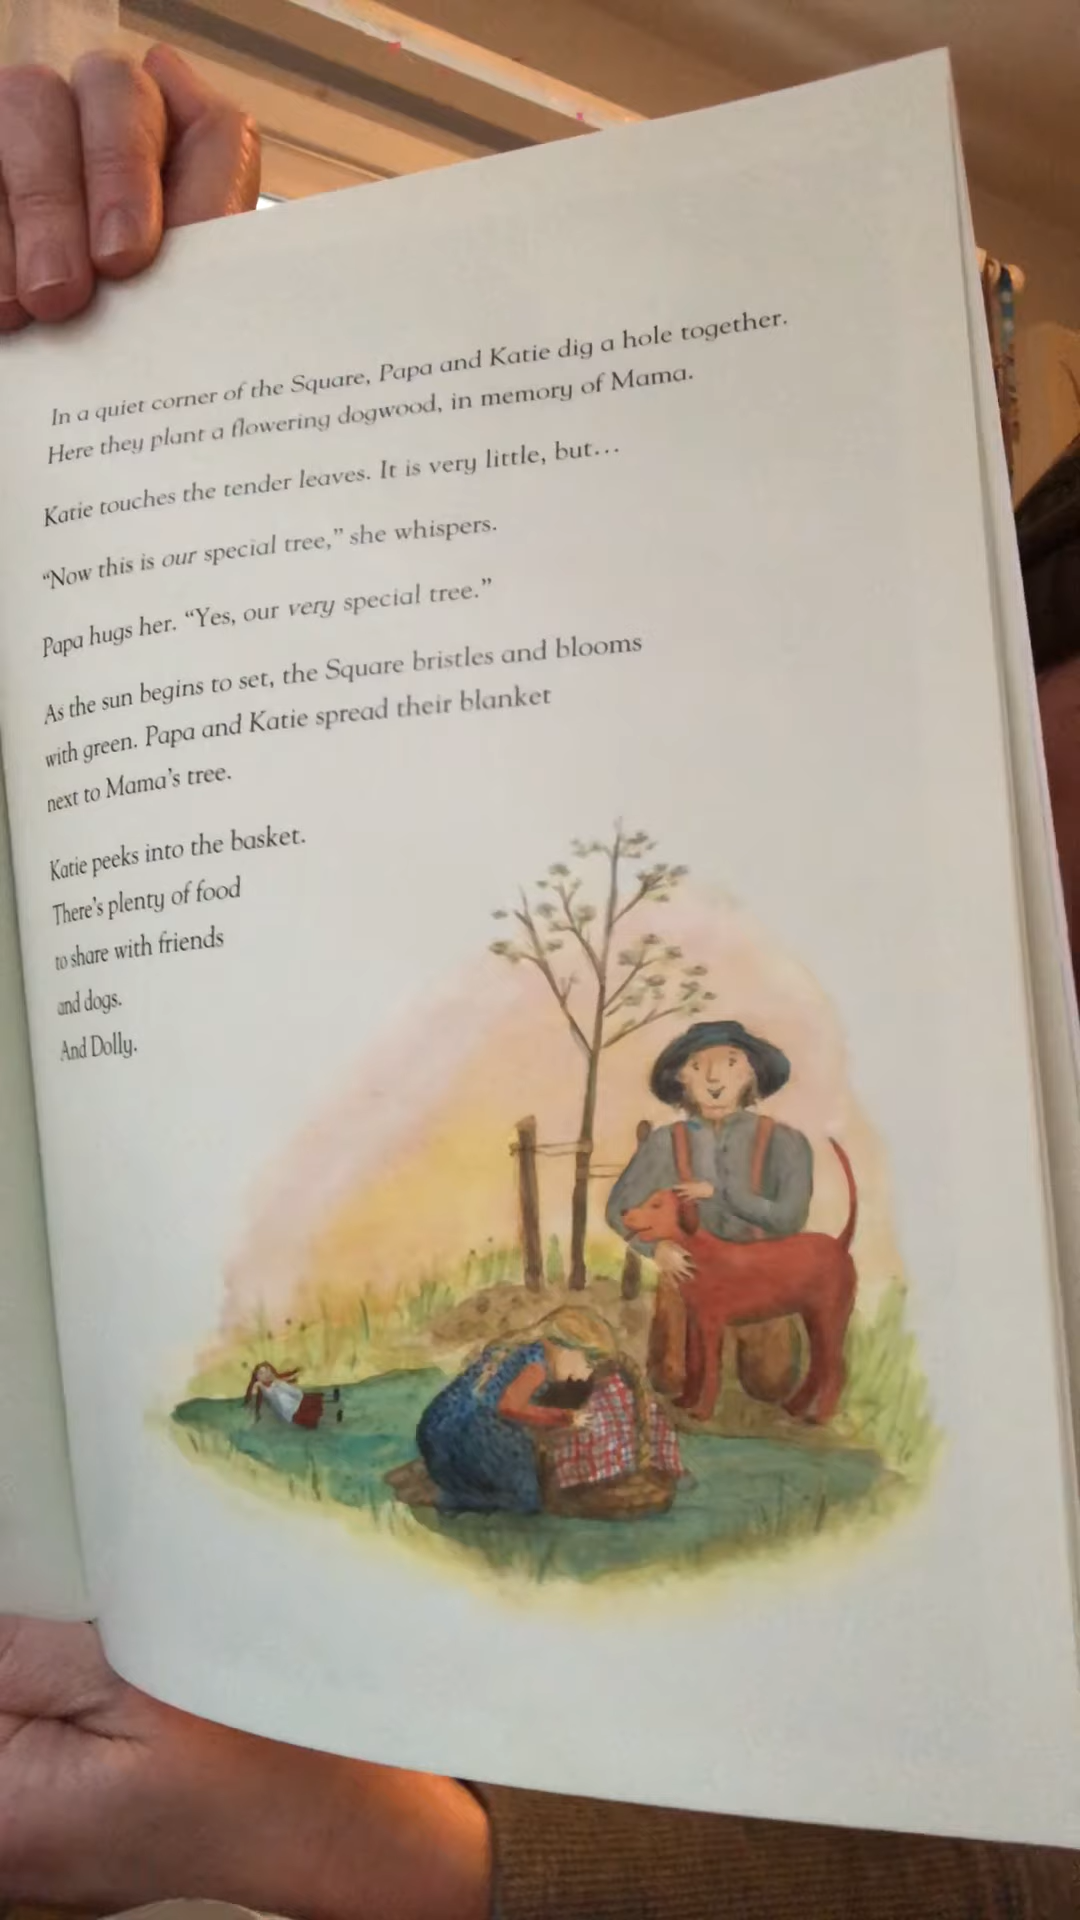 In a quiet corner of the Square, Papa and Katie dig a hole together.
Here they plant a flowering dogwood, in memory of Mama.
Katie touches the tender leaves. It is very little, but…
“Now this is our special tree,” she whispers.
Papa hugs her. “Yes, our very special tree.”
As the sun begins to set, the Square bristles and blooms
with green. Papa and Katie spread their blanket
next to Mama’s tree.
Katie peeks into the basket.
There’s plenty of food
to share with friends
and dogs.
And Dolly.